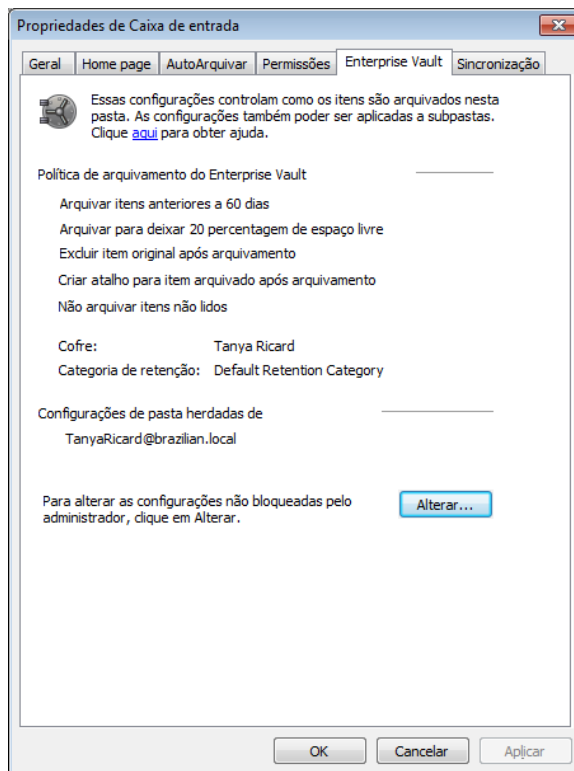 Propriedades de Caixa de entrada
Geral
Home page
AutoArquivar
Permissões
Enterprise Vault
Sincronização
Essas configurações controlam como os itens são arquivados nesta
pasta. As configurações também poder ser aplicadas a subpastas.
Clique aqui para obter ajuda.
Política de arquivamento do Enterprise Vault
Arquivar itens anteriores a 60 dias
Arquivar para deixar 20 percentagem de espaço livre
Excluir item original após arquivamento
Criar atalho para item arquivado após arquivamento
Não arquivar itens não lidos
Cofre: Tanya Ricard
Categoria de retenção: Default Retention Category
Configurações de pasta herdadas de
TanyaRicard@brazilian.local
Para alterar as configurações não bloqueadas pelo
administrador, clique em Alterar.
Alterar...
OK
Cancelar
Aplicar